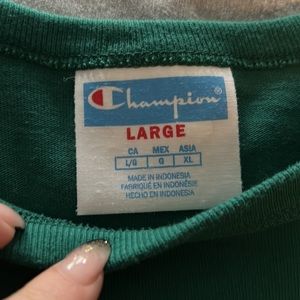 Champion
LARGE
CA MEX ASIA
L/G G XL
MADE IN INDONESIA
FABRIQUÉ EN INDONÉSIE
HECHO EN INDONESIA